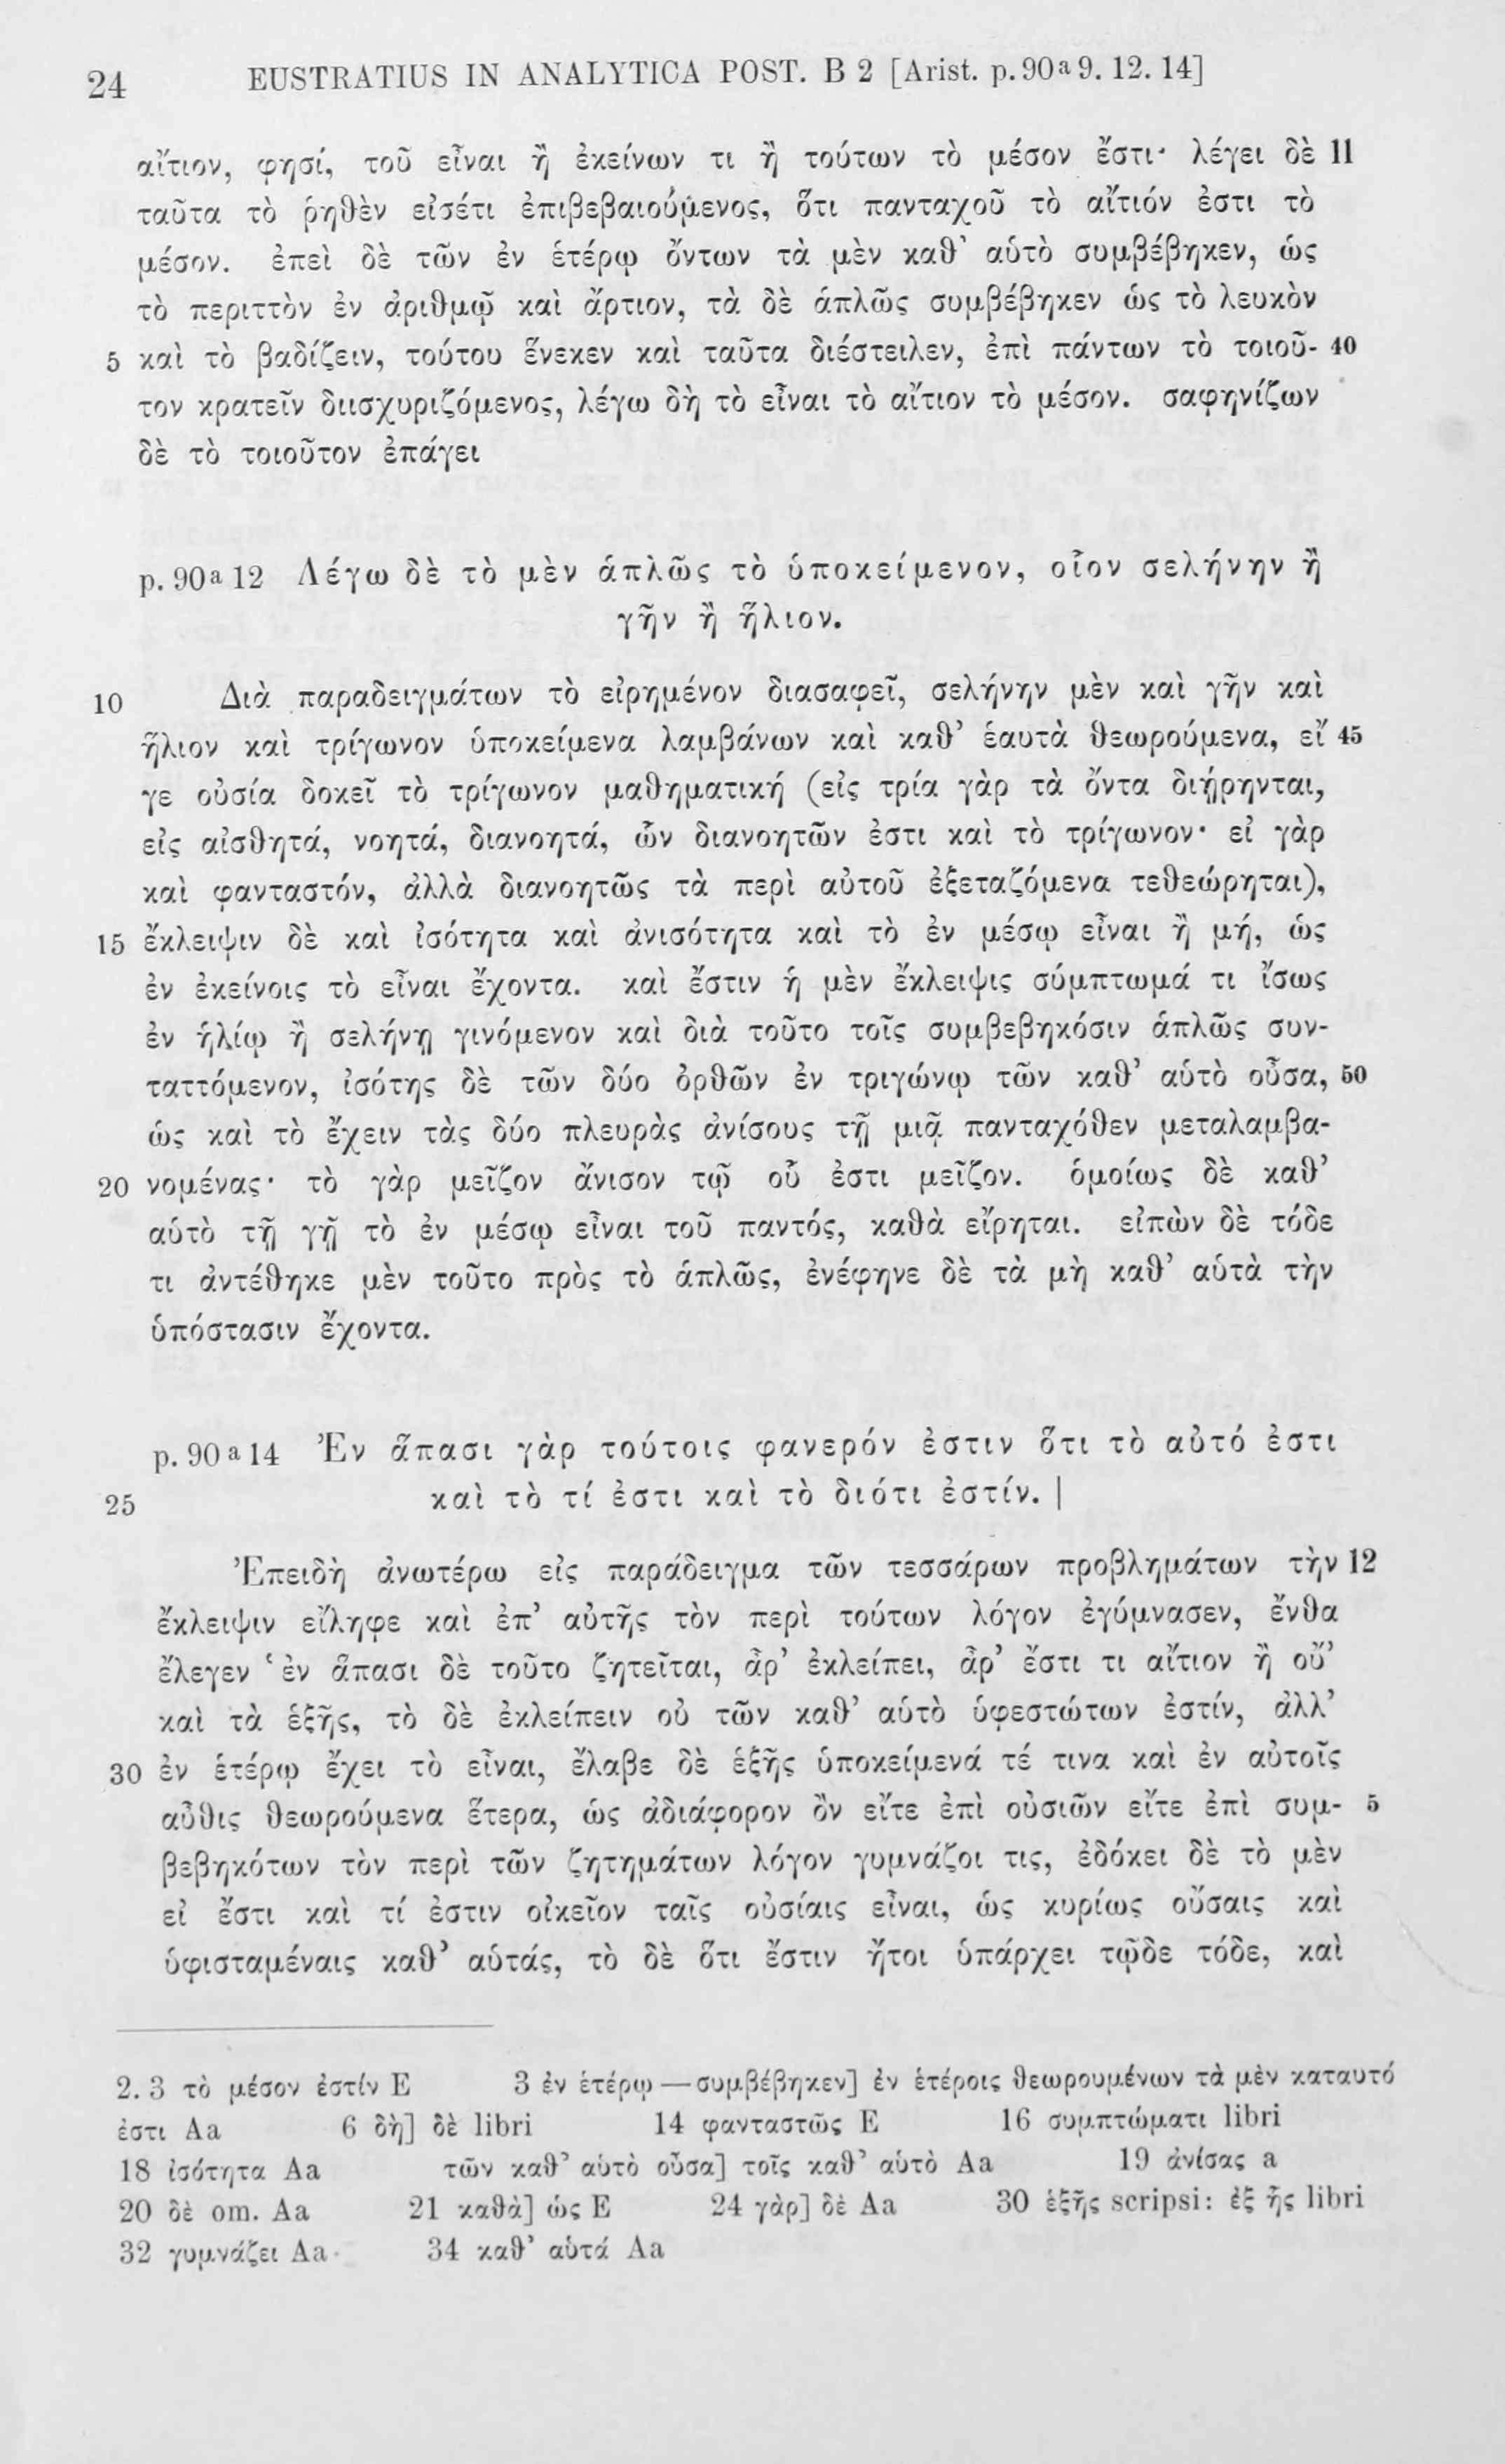 24 EUSTRATIUS IN ANALYTICA POST. B 2 [Arist. p. 90a9. 12. 14]
αἴτιον, φησί, τοῦ εἶναι ἢ ἐκείνων τι ἢ τούτων τὸ μέσον ἔστι· λέγει δὲ 11
ταῦτα τὸ ῥηθὲν εἰσέτι ἐπιβεβαιούμενος, ὅτι πανταχοῦ τὸ αἴτιόν ἐστι τὸ
μέσον. ἐπεὶ δὲ τῶν ἐν ἑτέρῳ ὄντων τὰ μὲν καθ' αὑτὸ συμβέβηκεν, ὡς
τὸ περιττὸν ἐν ἀριθμῷ καὶ ἄρτιον, τὰ δὲ ἁπλῶς συμβέβηκεν ὡς τὸ λευκὸν
5 καὶ τὸ βαδίζειν, τούτου ἕνεκεν καὶ ταῦτα διέστειλεν, ἐπὶ πάντων τὸ τοιοῦ- 40
τον κρατεῖν διισχυριζόμενος, λέγω δὴ τὸ εἶναι τὸ αἴτιον τὸ μέσον. σαφηνίζων
δὲ τὸ τοιοῦτον ἐπάγει
p. 90a12 Λέγω δὲ τὸ μὲν ἁπλῶς τὸ ὑποκείμενον, οἷον σελήνην ἢ
γῆν ἢ ἥλιον.
10 Διὰ παραδειγμάτων τὸ εἰρημένον διασαφεῖ, σελήνην μὲν καὶ γῆν καὶ
ἥλιον καὶ τρίγωνον ὑποκείμενα λαμβάνων καὶ καθ' ἑαυτὰ θεωρούμενα, εἴ 45
γε οὐσία δοκεῖ τὸ τρίγωνον μαθηματική (εἰς τρία γὰρ τὰ ὄντα διῄρηνται,
εἰς αἰσθητά, νοητά, διανοητά, ὧν διανοητῶν ἐστι καὶ τὸ τρίγωνον· εἰ γὰρ
καὶ φανταστόν, ἀλλὰ διανοητῶς τὰ περὶ αὐτοῦ ἐξεταζόμενα τεθεώρηται),
15 ἔκλειψιν δὲ καὶ ἰσότητα καὶ ἀνισότητα καὶ τὸ ἐν μέσῳ εἶναι ἢ μή, ὡς
ἐν ἐκείνοις τὸ εἶναι ἔχοντα. καὶ ἔστιν ἡ μὲν ἔκλειψις σύμπτωμά τι ἴσως
ἐν ἡλίῳ ἢ σελήνῃ γινόμενον καὶ διὰ τοῦτο τοῖς συμβεβηκόσιν ἁπλῶς συν-
ταττόμενον, ἰσότης δὲ τῶν δύο ὀρθῶν ἐν τριγώνῳ τῶν καθ' αὑτὸ οὖσα, 50
ὡς καὶ τὸ ἔχειν τὰς δύο πλευρὰς ἀνίσους τῇ μιᾷ πανταχόθεν μεταλαμβα-
20 νομένας· τὸ γὰρ μεῖζον ἄνισον τῷ οὗ ἐστι μεῖζον. ὁμοίως δὲ καθ'
αὑτὸ τῇ γῇ τὸ ἐν μέσῳ εἶναι τοῦ παντός, καθὰ εἴρηται. εἰπὼν δὲ τόδε
τι ἀντέθηκε μὲν τοῦτο πρὸς τὸ ἁπλῶς, ἐνέφηνε δὲ τὰ μὴ καθ' αὑτὰ τὴν
ὑπόστασιν ἔχοντα.
p. 90a14 Ἐν ἅπασι γὰρ τούτοις φανερόν ἐστιν ὅτι τὸ αὐτό ἐστι
25 καὶ τὸ τί ἐστι καὶ τὸ διότι ἐστίν. |
Ἐπειδὴ ἀνωτέρω εἰς παράδειγμα τῶν τεσσάρων προβλημάτων τὴν 12
ἔκλειψιν εἴληφε καὶ ἐπ' αὐτῆς τὸν περὶ τούτων λόγον ἐγύμνασεν, ἔνθα
ἔλεγεν ‘ἐν ἅπασι δὲ τοῦτο ζητεῖται, ἆρ' ἐκλείπει, ἆρ' ἔστι τι αἴτιον ἢ οὔ’
καὶ τὰ ἑξῆς, τὸ δὲ ἐκλείπειν οὐ τῶν καθ' αὑτὸ ὑφεστώτων ἐστίν, ἀλλ'
30 ἐν ἑτέρῳ ἔχει τὸ εἶναι, ἔλαβε δὲ ἑξῆς ὑποκείμενά τέ τινα καὶ ἐν αὐτοῖς
αὖθις θεωρούμενα ἕτερα, ὡς ἀδιάφορον ὂν εἴτε ἐπὶ οὐσιῶν εἴτε ἐπὶ συμ- 5
βεβηκότων τὸν περὶ τῶν ζητημάτων λόγον γυμνάζοι τις, ἐδόκει δὲ τὸ μὲν
εἰ ἔστι καὶ τί ἐστιν οἰκεῖον ταῖς οὐσίαις εἶναι, ὡς κυρίως οὔσαις καὶ
ὑφισταμέναις καθ' αὑτάς, τὸ δὲ ὅτι ἔστιν ἤτοι ὑπάρχει τῷδε τόδε, καὶ
2. 3 τὸ μέσον ἐστίν E 3 ἐν ἑτέρῳ — συμβέβηκεν] ἐν ἑτέροις θεωρουμένων τὰ μὲν καταυτό
ἐστι Aa 6 δὴ] δὲ libri 14 φανταστῶς E 16 συμπτώματι libri
18 ἰσότητα Aa τῶν καθ' αὑτὸ οὖσα] τοῖς καθ' αὑτὸ Aa 19 ἀνίσας a
20 δὲ om. Aa 21 καθὰ] ὡς E 24 γὰρ] δὲ Aa 30 ἑξῆς scripsi: ἐξ ἧς libri
32 γυμνάζει Aa 34 καθ' αὑτά Aa